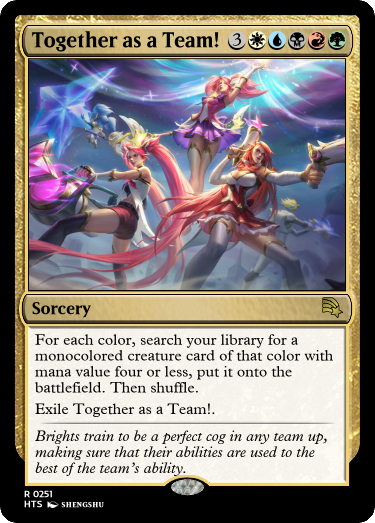 Together as a Team! 3
Sorcery
For each color, search your library for a
monocolored creature card of that color with
mana value four or less, put it onto the
battlefield. Then shuffle.
Exile Together as a Team!.
Brights train to be a perfect cog in any team up,
making sure that their abilities are used to the
best of the team's ability.
R 0251
HTS SHENGSHU